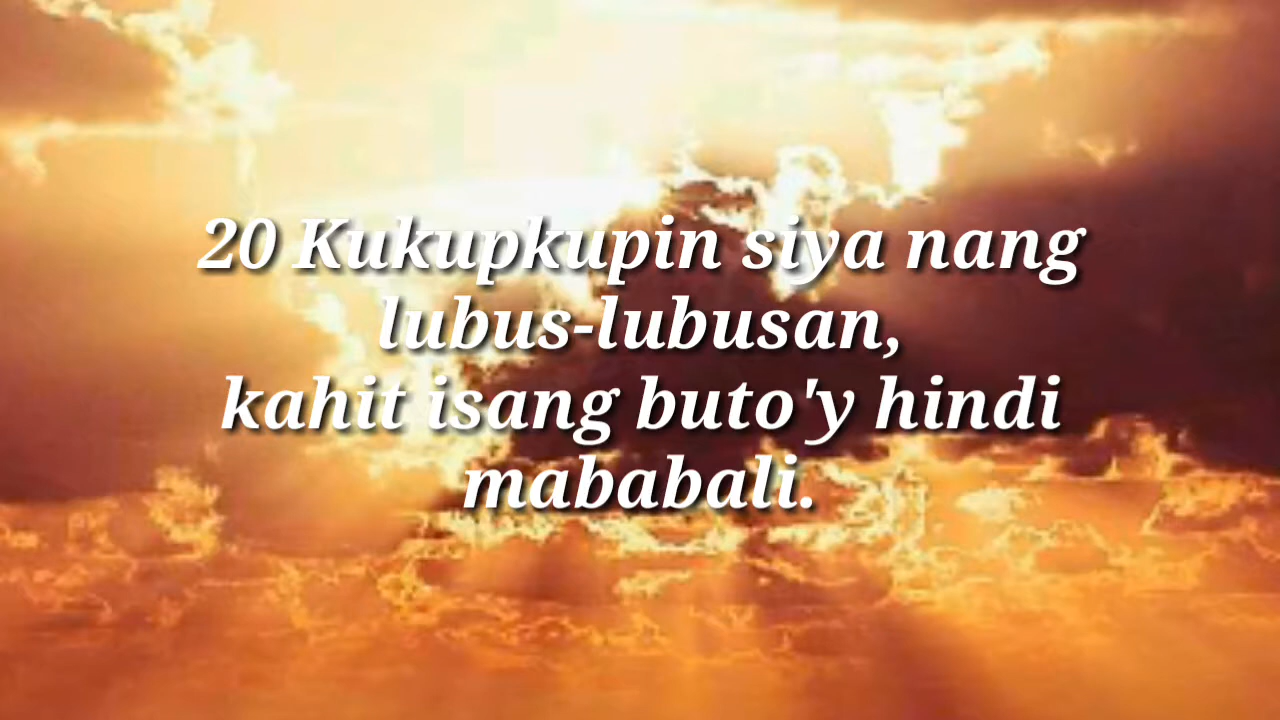 20 Kukupkupin siya nang
lubus-lubusan,
kahit isang buto'y hindi
mababali.